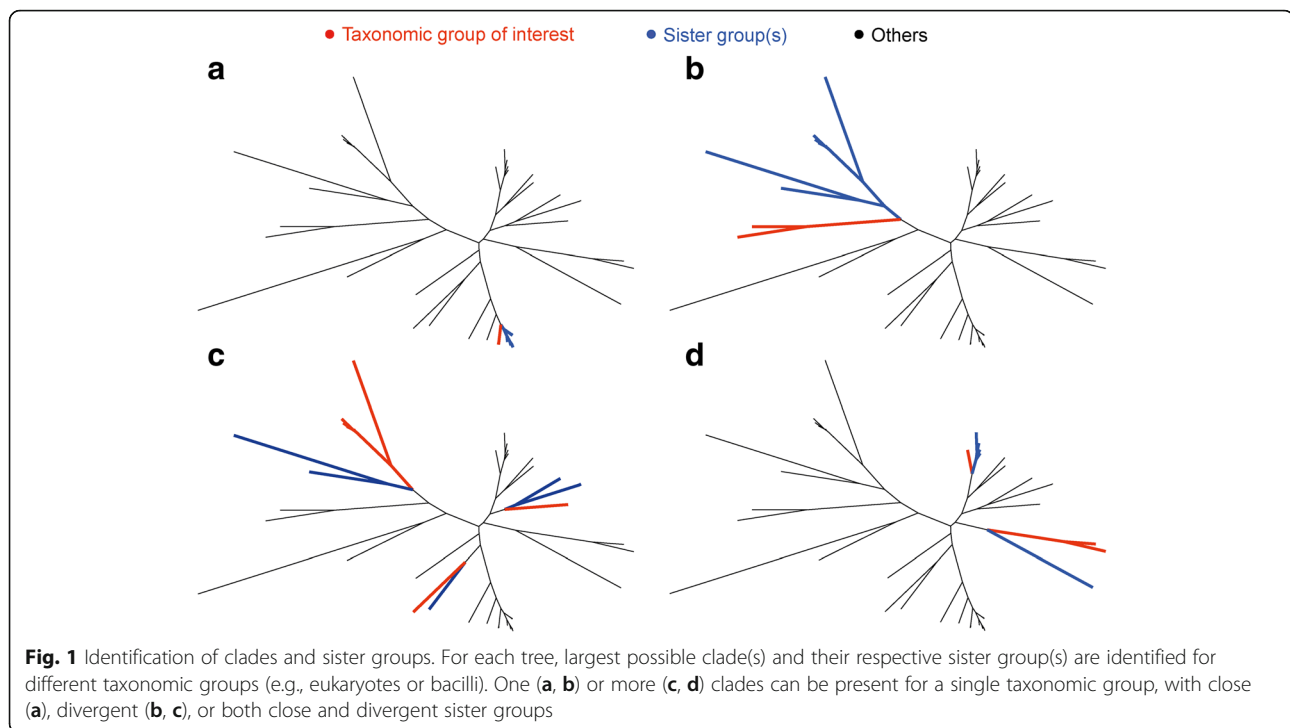 ● Taxonomic group of interest ● Sister group(s) ● Others
a b
c d
Fig. 1 Identification of clades and sister groups. For each tree, largest possible clade(s) and their respective sister group(s) are identified for
different taxonomic groups (e.g., eukaryotes or bacilli). One (a, b) or more (c, d) clades can be present for a single taxonomic group, with close
(a), divergent (b, c), or both close and divergent sister groups